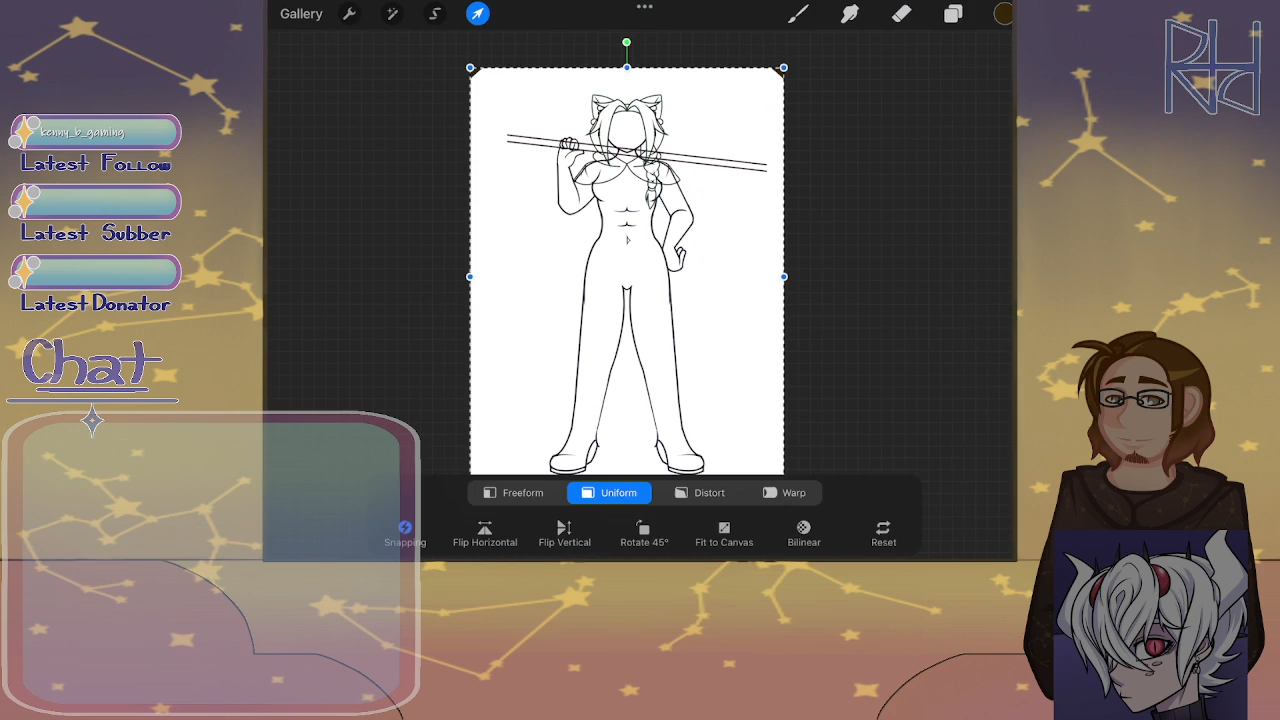 Gallery
kenny_b_gaming
Latest Follow
Latest Subber
Latest Donator
Chat
Freeform
Uniform
Distort
Warp
Snapping
Flip Horizontal
Flip Vertical
Rotate 45°
Fit to Canvas
Bilinear
Reset